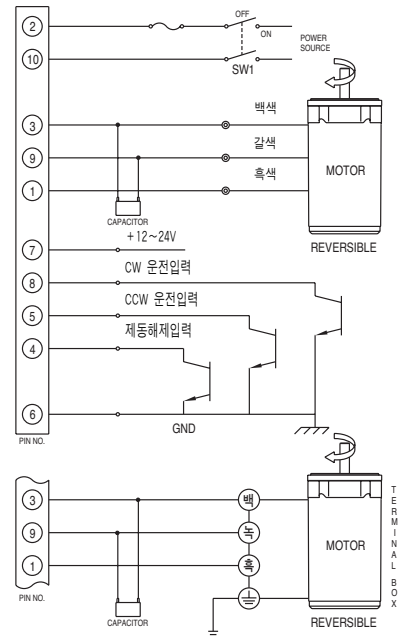 2
OFF
ON
POWER
SOURCE
10
SW1
3
백색
9
갈색
MOTOR
1
흑색
CAPACITOR
REVERSIBLE
+12~24V
7
CW 운전입력
8
CCW 운전입력
5
제동해제입력
4
6
GND
PIN NO.
3
백
9
녹
MOTOR
1
흑
PIN NO.
CAPACITOR
REVERSIBLE
TERMINAL BOX